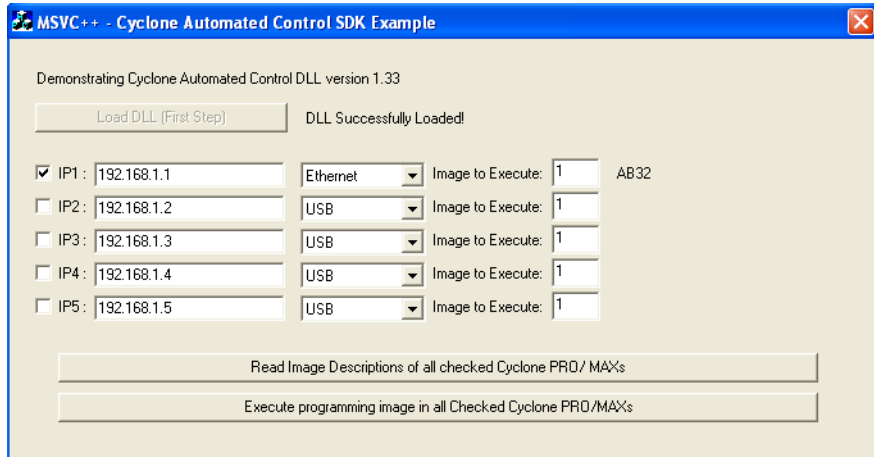 MSVC++ - Cyclone Automated Control SDK Example
Demonstrating Cyclone Automated Control DLL version 1.33
Load DLL (First Step) DLL Successfully Loaded!
IP1 : 192.168.1.1 Ethernet Image to Execute: 1 AB32
IP2 : 192.168.1.2 USB Image to Execute: 1
IP3 : 192.168.1.3 USB Image to Execute: 1
IP4 : 192.168.1.4 USB Image to Execute: 1
IP5 : 192.168.1.5 USB Image to Execute: 1
Read Image Descriptions of all checked Cyclone PRO/ MAXs
Execute programming image in all Checked Cyclone PRO/MAXs